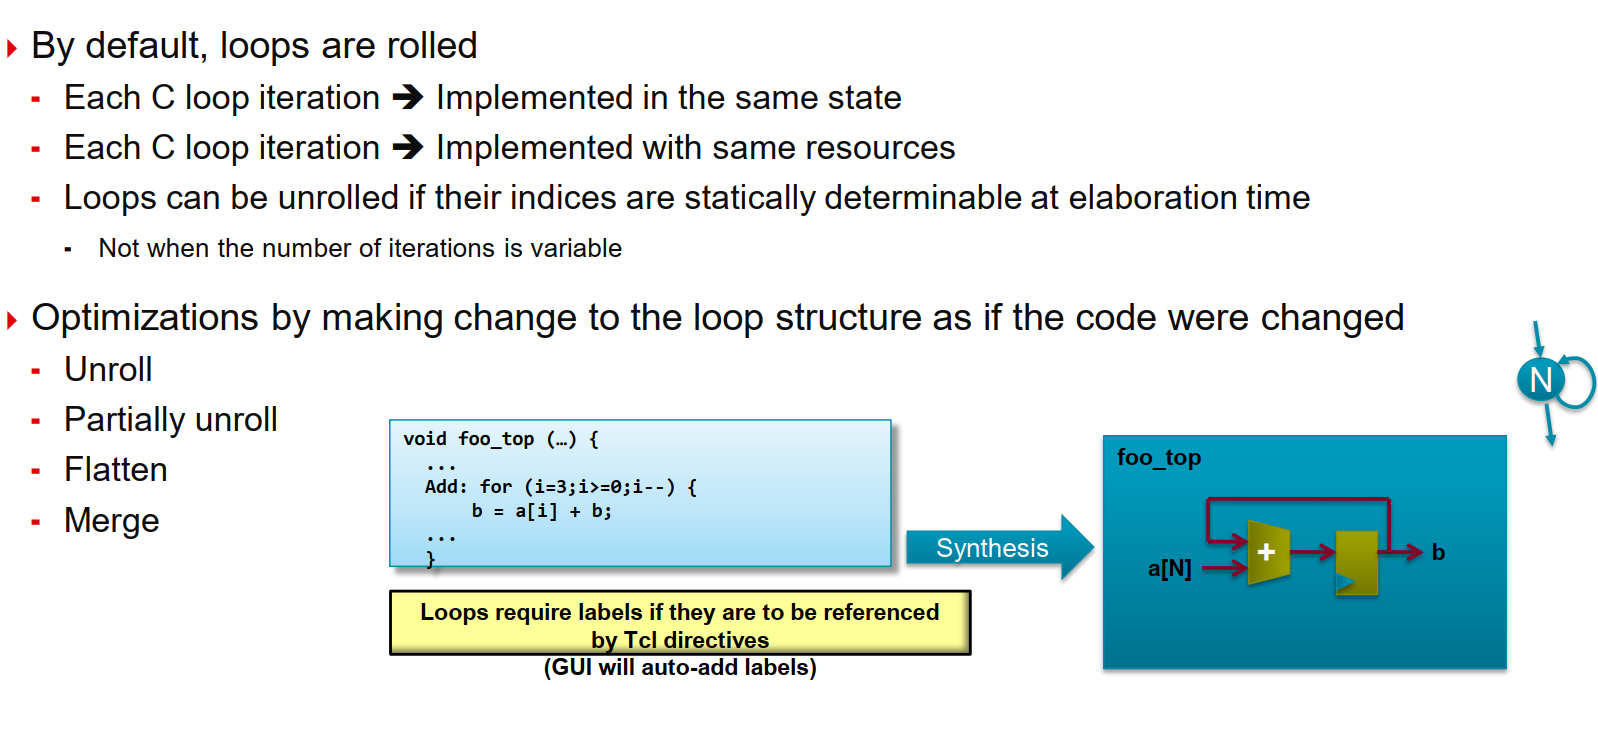 By default, loops are rolled
- Each C loop iteration ➔ Implemented in the same state
- Each C loop iteration ➔ Implemented with same resources
- Loops can be unrolled if their indices are statically determinable at elaboration time
- Not when the number of iterations is variable
Optimizations by making change to the loop structure as if the code were changed
- Unroll
- Partially unroll
- Flatten
- Merge
void foo_top (…) {
...
Add: for (i=3;i>=0;i--) {
b = a[i] + b;
...
}
Loops require labels if they are to be referenced
by Tcl directives
(GUI will auto-add labels)
Synthesis
N
foo_top
+
a[N]
b